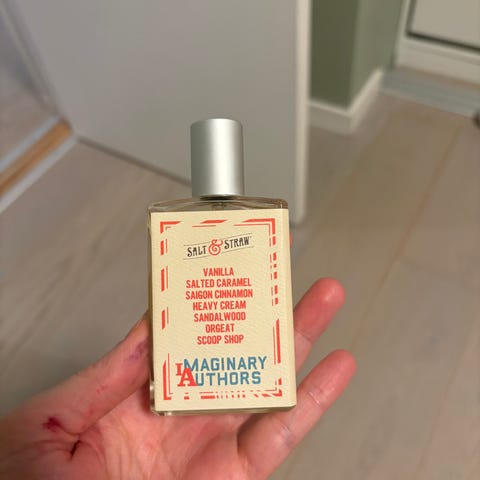 SALT & STRAW
VANILLA
SALTED CARAMEL
SAIGON CINNAMON
HEAVY CREAM
SANDALWOOD
ORGEAT
SCOOP SHOP
IMAGINARY
AUTHORS